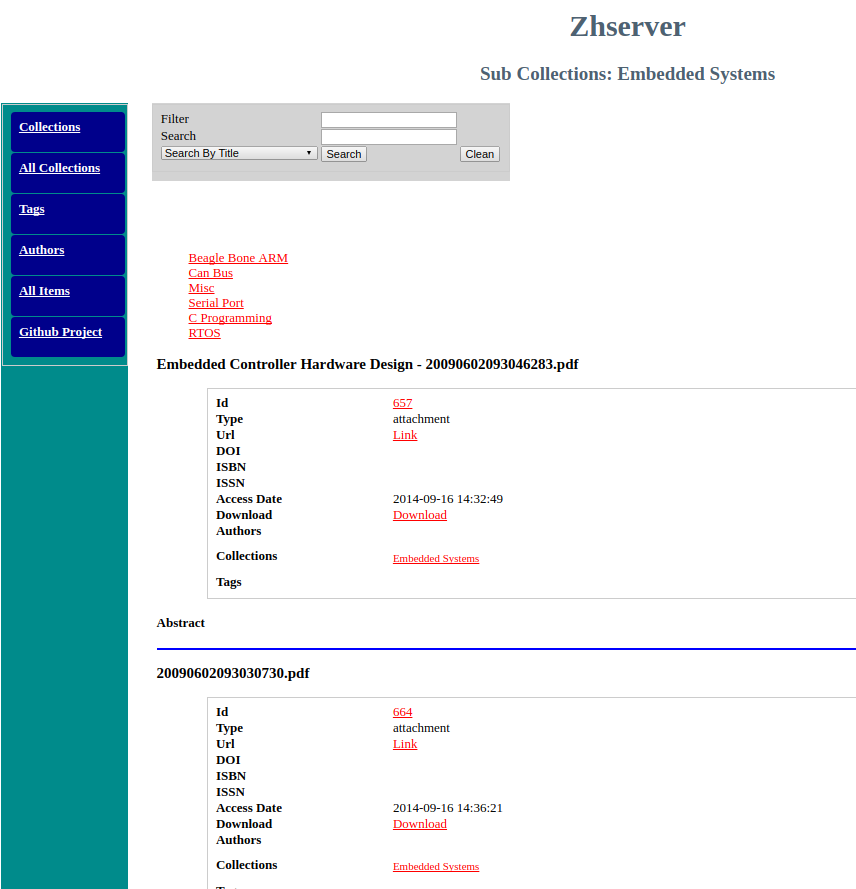 Zhserver
Sub Collections: Embedded Systems
Collections
All Collections
Tags
Authors
All Items
Github Project
Filter
Search
Search By Title Search Clean
Beagle Bone ARM
Can Bus
Misc
Serial Port
C Programming
RTOS
Embedded Controller Hardware Design - 20090602093046283.pdf
Id 657
Type attachment
Url Link
DOI
ISBN
ISSN
Access Date 2014-09-16 14:32:49
Download Download
Authors
Collections Embedded Systems
Tags
Abstract
20090602093030730.pdf
Id 664
Type attachment
Url Link
DOI
ISBN
ISSN
Access Date 2014-09-16 14:36:21
Download Download
Authors
Collections Embedded Systems